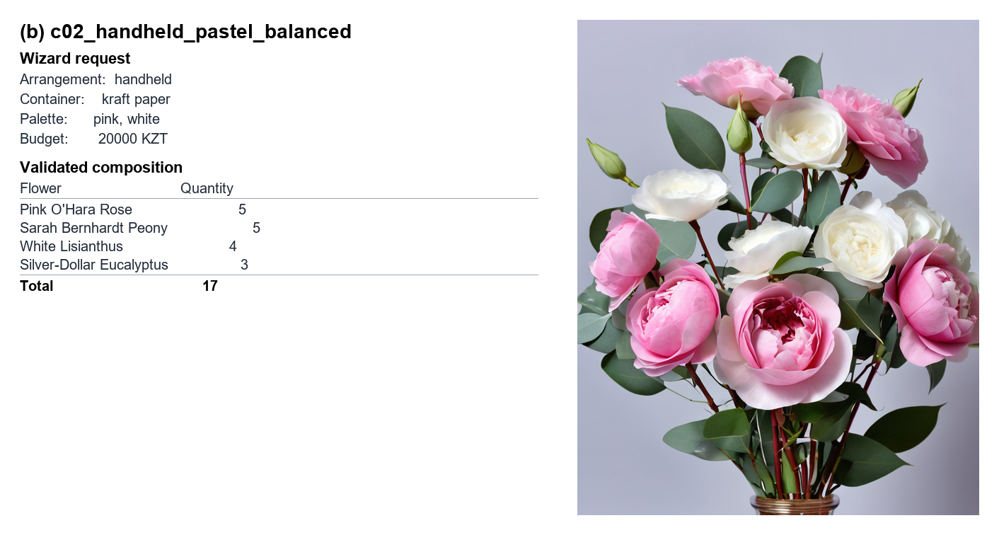 (b) c02_handheld_pastel_balanced
Wizard request
Arrangement: handheld
Container: kraft paper
Palette: pink, white
Budget: 20000 KZT
Validated composition
Flower Quantity
Pink O'Hara Rose 5
Sarah Bernhardt Peony 5
White Lisianthus 4
Silver-Dollar Eucalyptus 3
Total 17